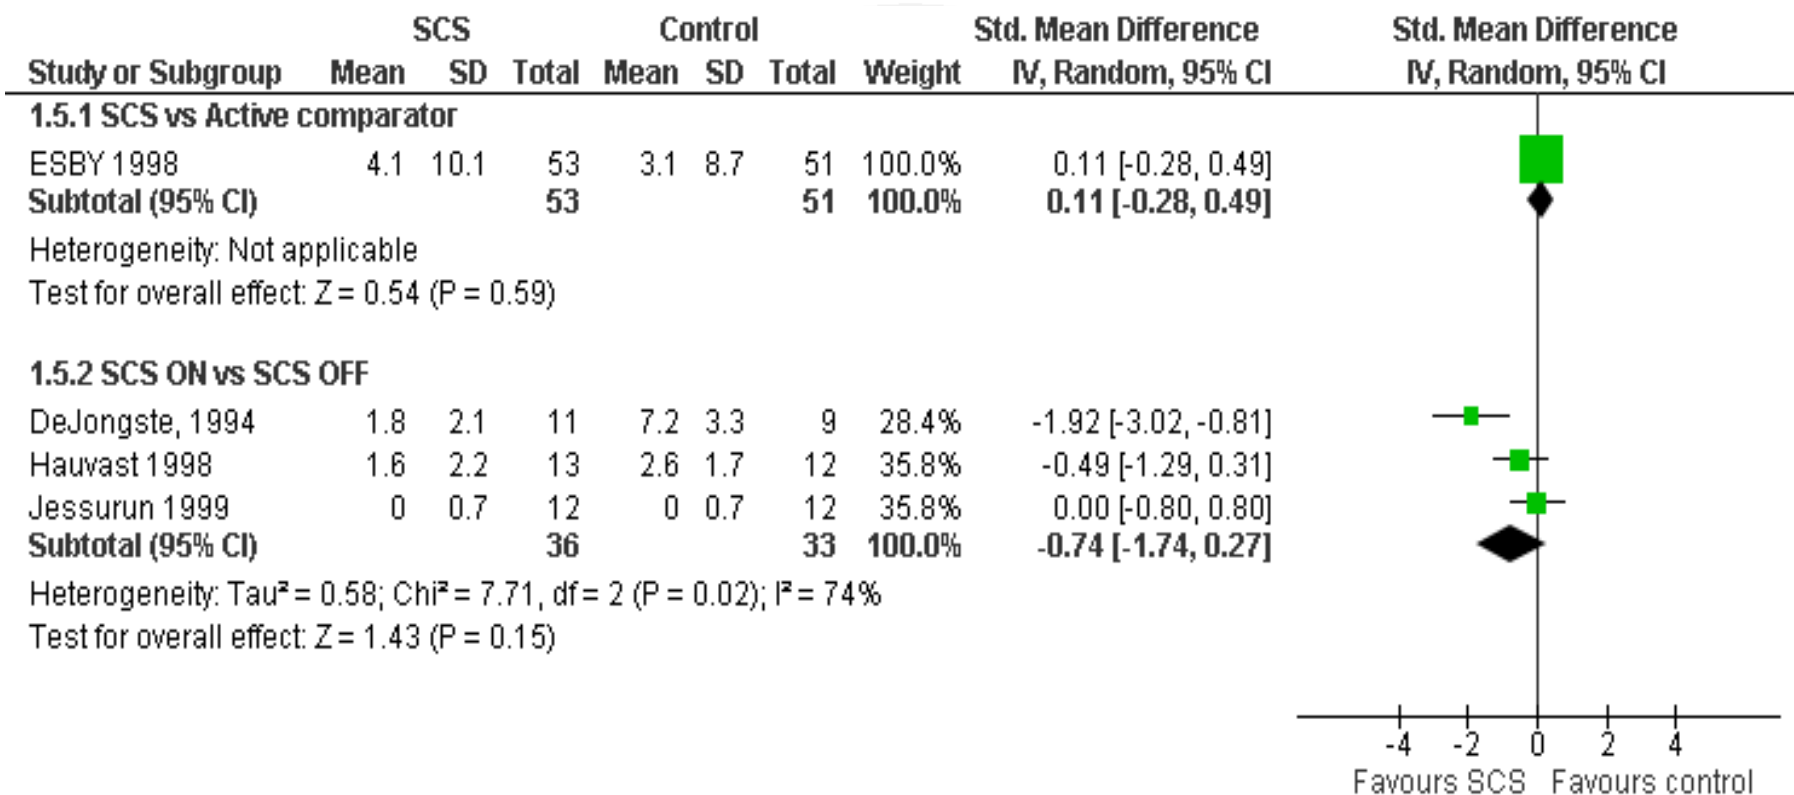 SCS Control Std. Mean Difference Std. Mean Difference
Study or Subgroup Mean SD Total Mean SD Total Weight IV, Random, 95% CI IV, Random, 95% CI
1.5.1 SCS vs Active comparator
ESBY 1998 4.1 10.1 53 3.1 8.7 51 100.0% 0.11 [-0.28, 0.49]
Subtotal (95% CI) 53 51 100.0% 0.11 [-0.28, 0.49]
Heterogeneity: Not applicable
Test for overall effect: Z = 0.54 (P = 0.59)
1.5.2 SCS ON vs SCS OFF
DeJongste, 1994 1.8 2.1 11 7.2 3.3 9 28.4% -1.92 [-3.02, -0.81]
Hauvast 1998 1.6 2.2 13 2.6 1.7 12 35.8% -0.49 [-1.29, 0.31]
Jessurun 1999 0 0.7 12 0 0.7 12 35.8% 0.00 [-0.80, 0.80]
Subtotal (95% CI) 36 33 100.0% -0.74 [-1.74, 0.27]
Heterogeneity: Tau² = 0.58; Chi² = 7.71, df = 2 (P = 0.02); I² = 74%
Test for overall effect: Z = 1.43 (P = 0.15)
-4 -2 0 2 4
Favours SCS Favours control